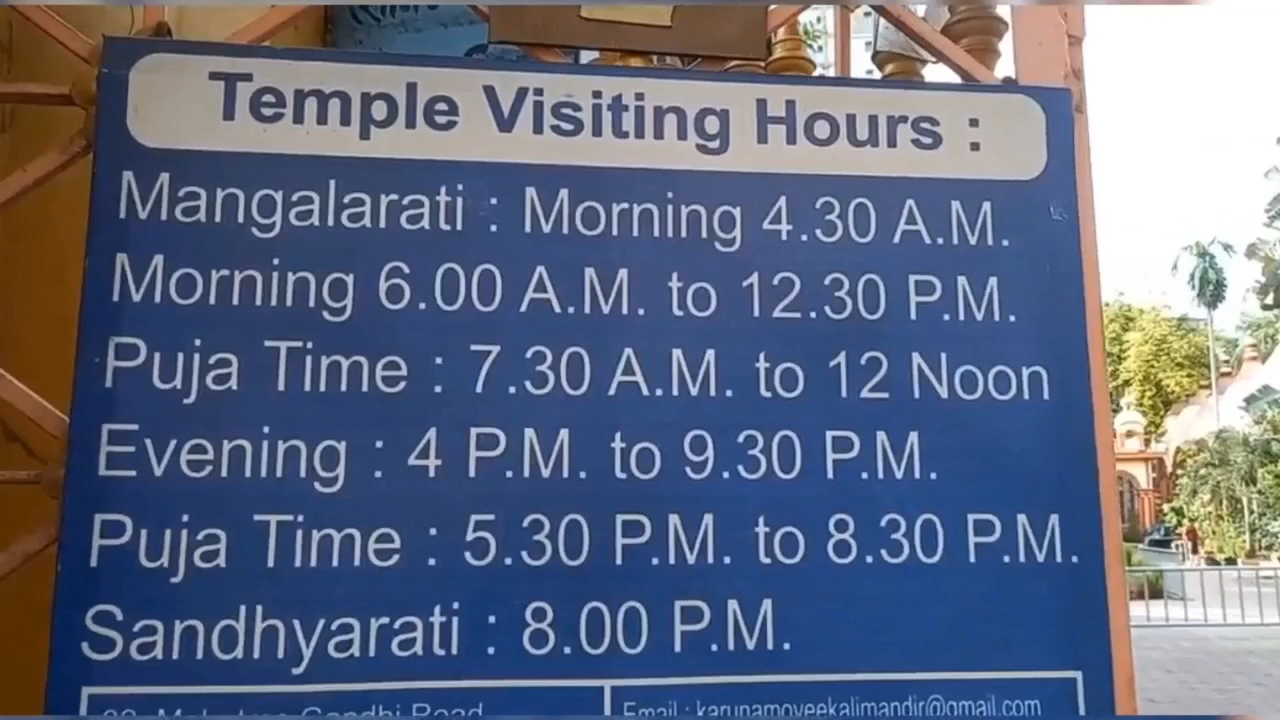 Temple Visiting Hours :
Mangalarati : Morning 4.30 A.M.
Morning 6.00 A.M. to 12.30 P.M.
Puja Time : 7.30 A.M. to 12 Noon
Evening : 4 P.M. to 9.30 P.M.
Puja Time : 5.30 P.M. to 8.30 P.M.
Sandhyarati : 8.00 P.M.
Gandhi Road
Email : karunamoyeekalimandir@gmail.com